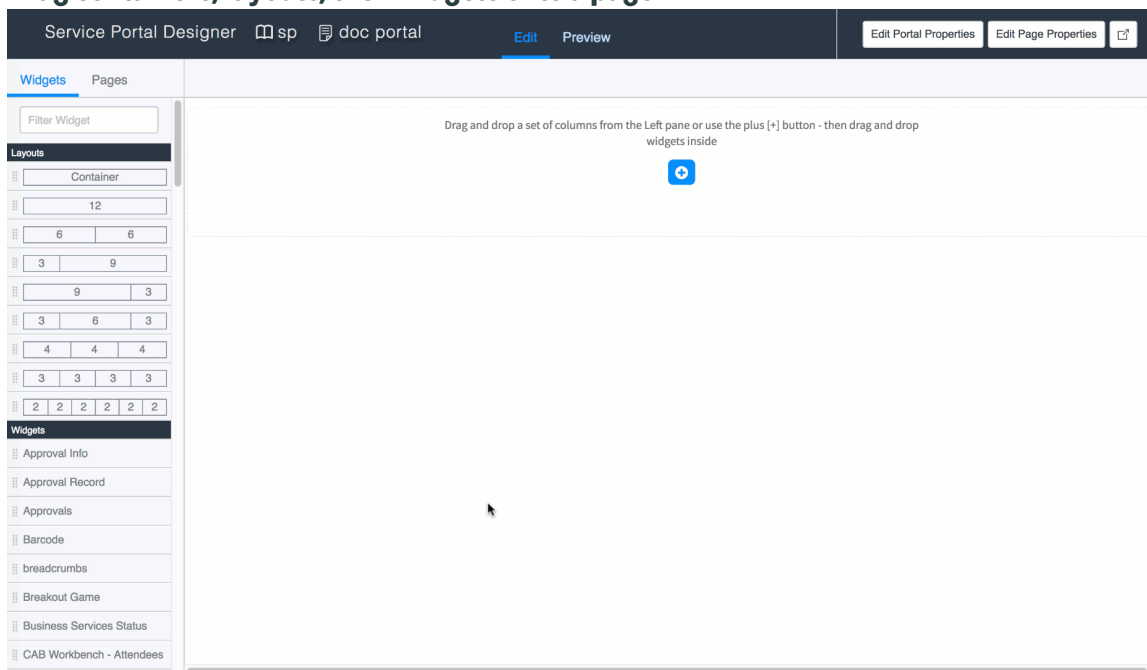 Service Portal Designer sp doc portal Edit Preview Edit Portal Properties Edit Page Properties
Widgets Pages
Filter Widget
Drag and drop a set of columns from the Left pane or use the plus [+] button - then drag and drop
widgets inside
Layouts
Container
12
6 6
3 9
9 3
3 6 3
4 4 4
3 3 3 3
2 2 2 2 2 2
Widgets
Approval Info
Approval Record
Approvals
Barcode
breadcrumbs
Breakout Game
Business Services Status
CAB Workbench - Attendees